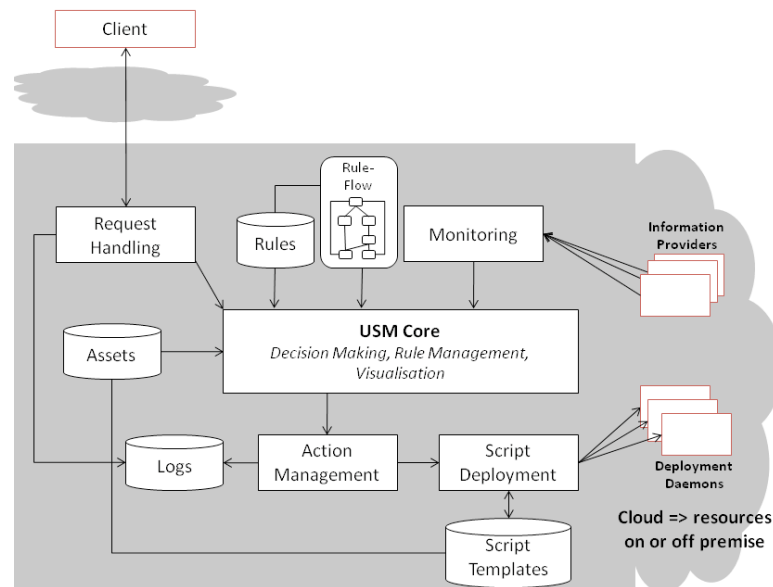 Client
Rule-
Flow
Request
Handling
Rules
Monitoring
Information
Providers
USM Core
Decision Making, Rule Management,
Visualisation
Assets
Logs
Action
Management
Script
Deployment
Deployment
Daemons
Cloud => resources
on or off premise
Script
Templates